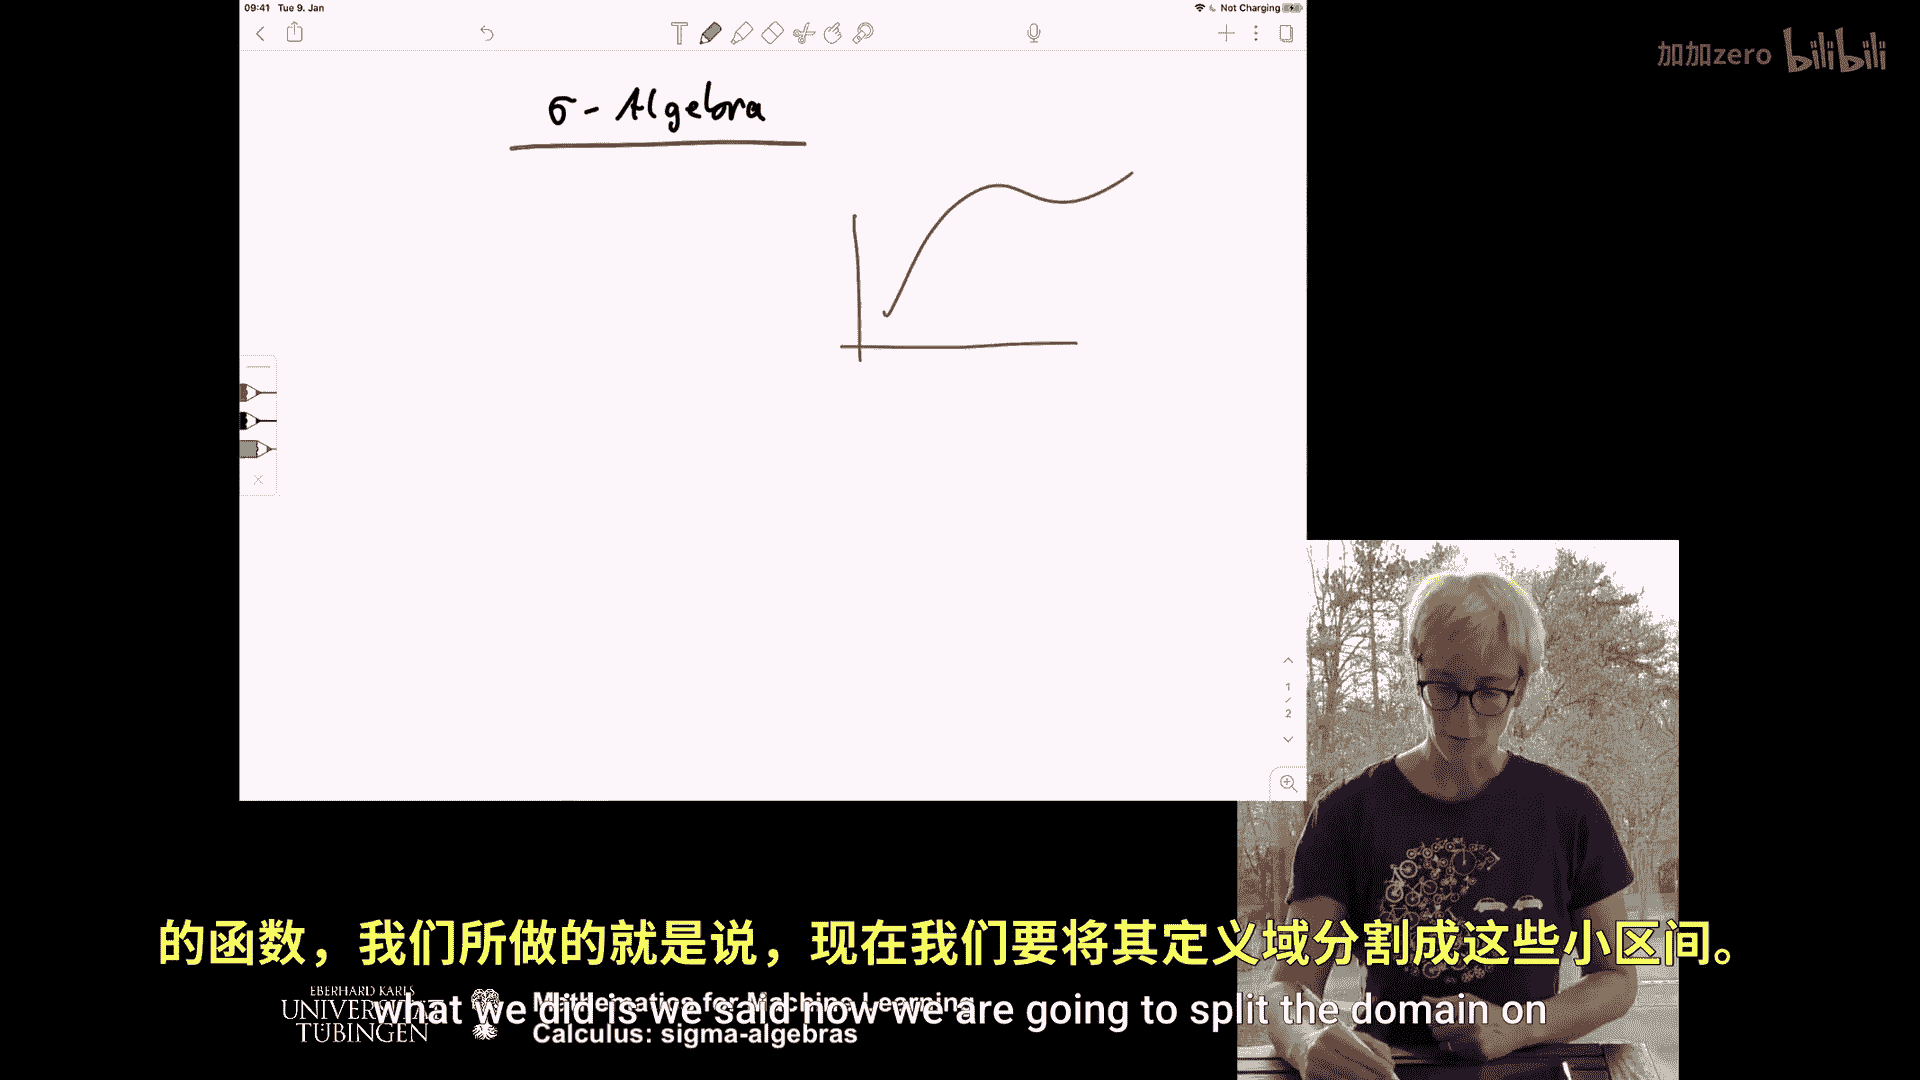 09:41 Tue 9. Jan
Not Charging
加加zero bilibili
σ - Algebra
T
1
/
2
的函数，我们所做的就是说，现在我们要将其定义域分割成这些小区间。
what we did is we said now we are going to split the domain on
EBERHARD KARLS
UNIVERSITÄT
TÜBINGEN
Mathematics for Machine Learning
Calculus: sigma-algebras